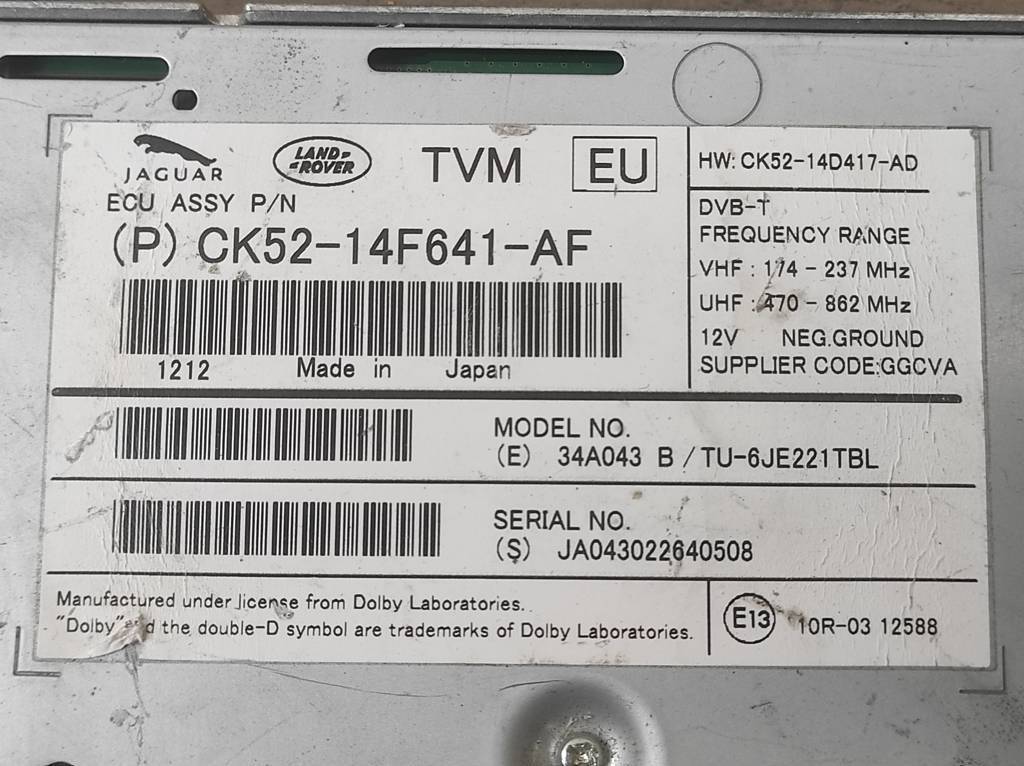 JAGUAR
LAND-
-ROVER
TVM
EU
ECU ASSY P/N
(P) CK52-14F641-AF
1212 Made in Japan
HW: CK52-14D417-AD
DVB-T
FREQUENCY RANGE
VHF : 174 - 237 MHz
UHF : 470 - 862 MHz
12V NEG.GROUND
SUPPLIER CODE:GGCVA
MODEL NO.
(E) 34A043 B / TU-6JE221TBL
SERIAL NO.
(S) JA043022640508
Manufactured under license from Dolby Laboratories.
"Dolby" and the double-D symbol are trademarks of Dolby Laboratories.
E13 10R-03 12588